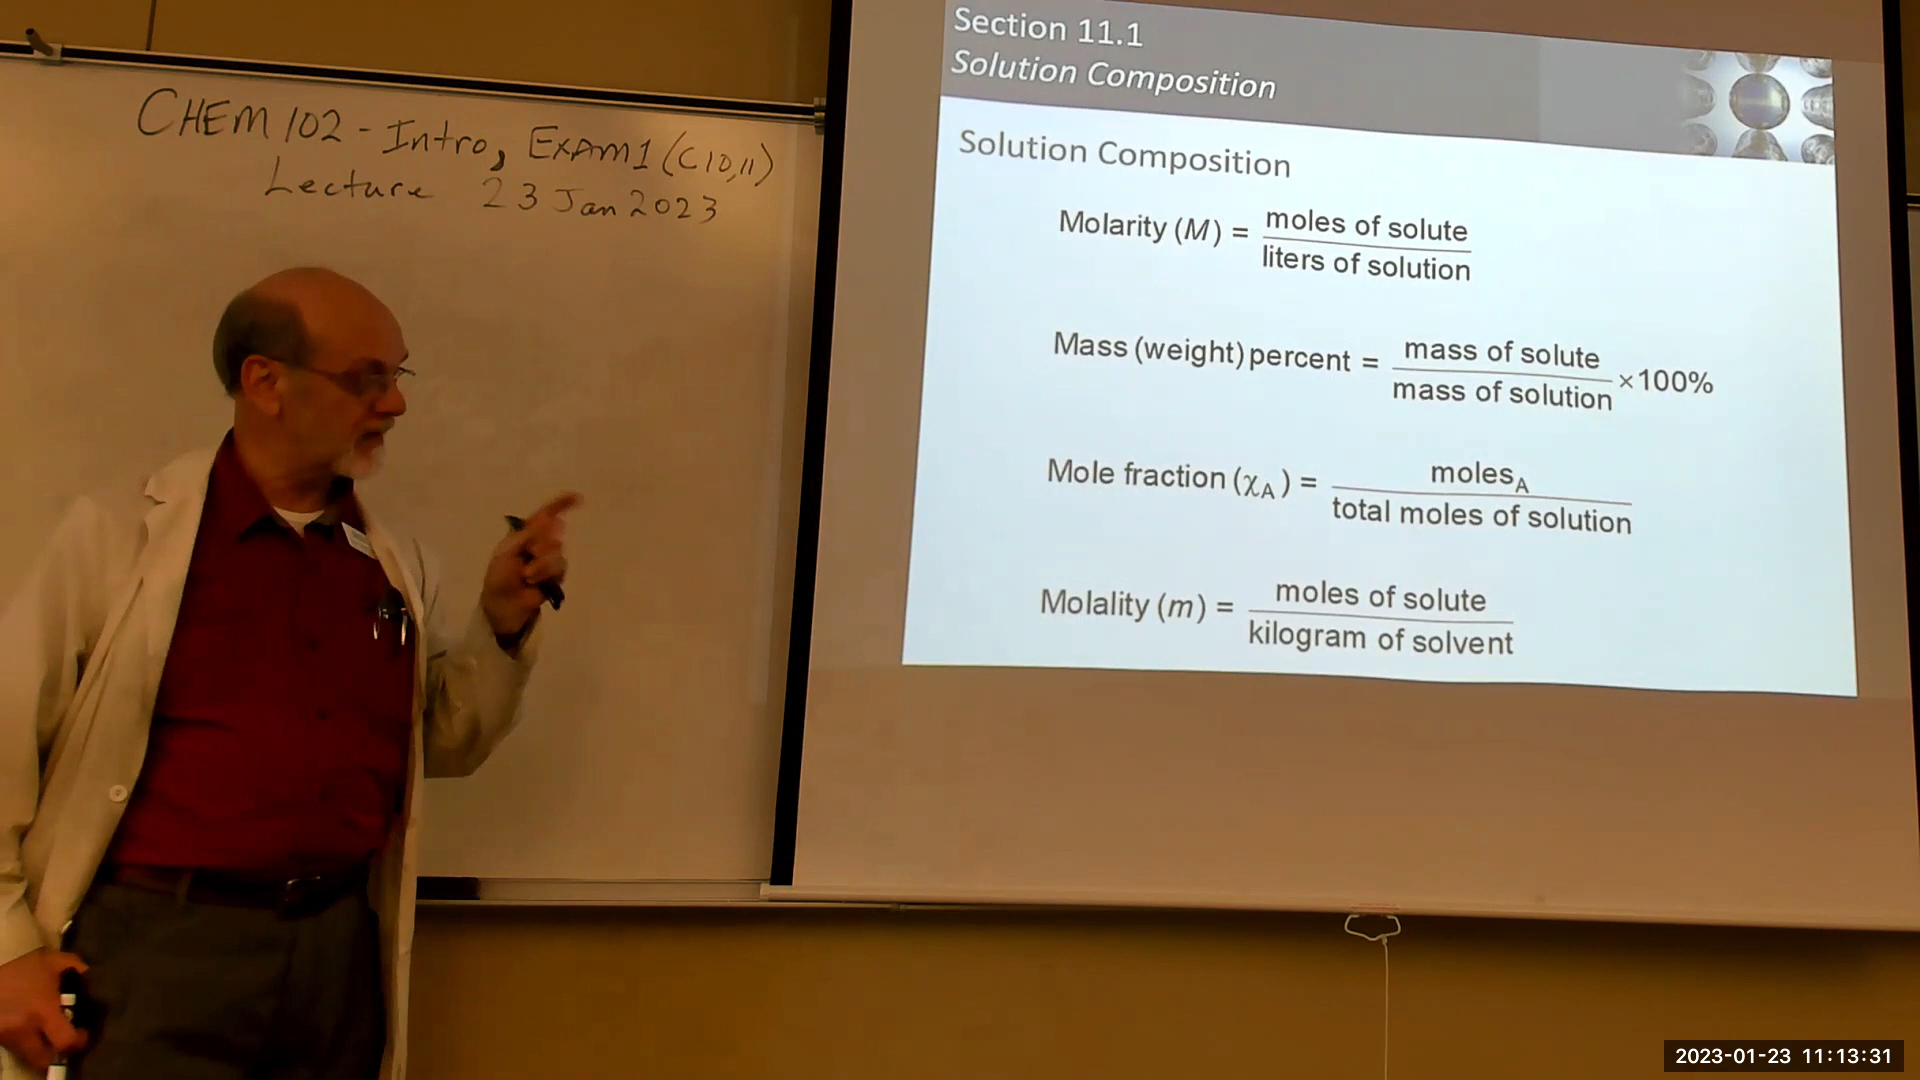 CHEM 102 - Intro, EXAM 1 (C10,11)
Lecture 23 Jan 2023
Section 11.1
Solution Composition
Solution Composition
Molarity (M) = moles of solute
liters of solution
Mass (weight) percent = mass of solute
mass of solution ×100%
Mole fraction (χA) = molesA
total moles of solution
Molality (m) = moles of solute
kilogram of solvent
2023-01-23 11:13:31